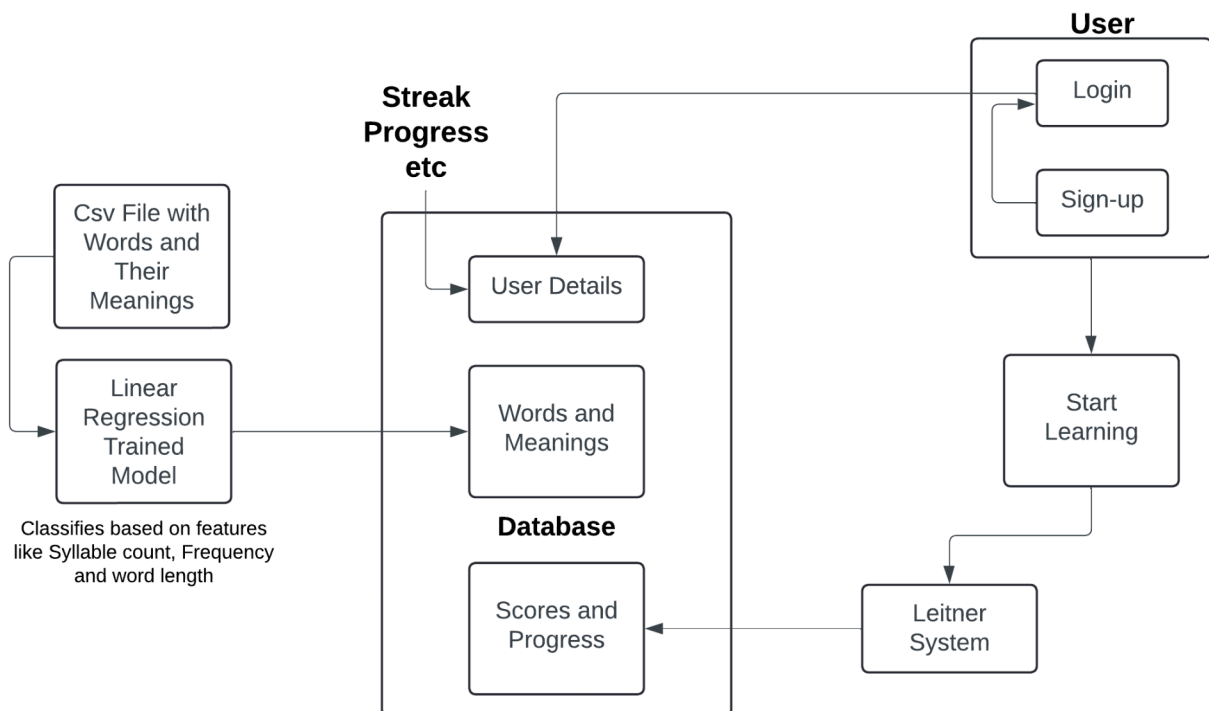 User
Login
Sign-up
Streak
Progress
etc
Csv File with
Words and
Their
Meanings
User Details
Linear
Regression
Trained
Model
Words and
Meanings
Start
Learning
Classifies based on features
like Syllable count, Frequency
and word length
Database
Scores and
Progress
Leitner
System